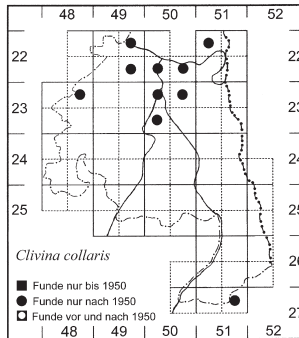 48 49 50 51 52
22 22
23 23
24 24
25 25
26
27
Clivina collaris
Funde nur bis 1950
Funde nur nach 1950
Funde vor und nach 1950
48 49 50 51 52